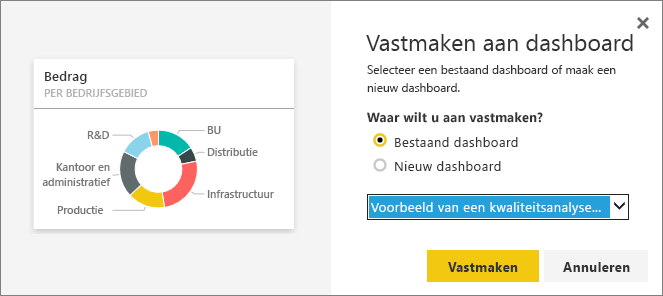 Bedrag
PER BEDRIJFSGEBIED
R&D
BU
Distributie
Kantoor en
administratief
Infrastructuur
Productie
Vastmaken aan dashboard
Selecteer een bestaand dashboard of maak een
nieuw dashboard.
Waar wilt u aan vastmaken?
Bestaand dashboard
Nieuw dashboard
Voorbeeld van een kwaliteitsanalyse...
Vastmaken
Annuleren